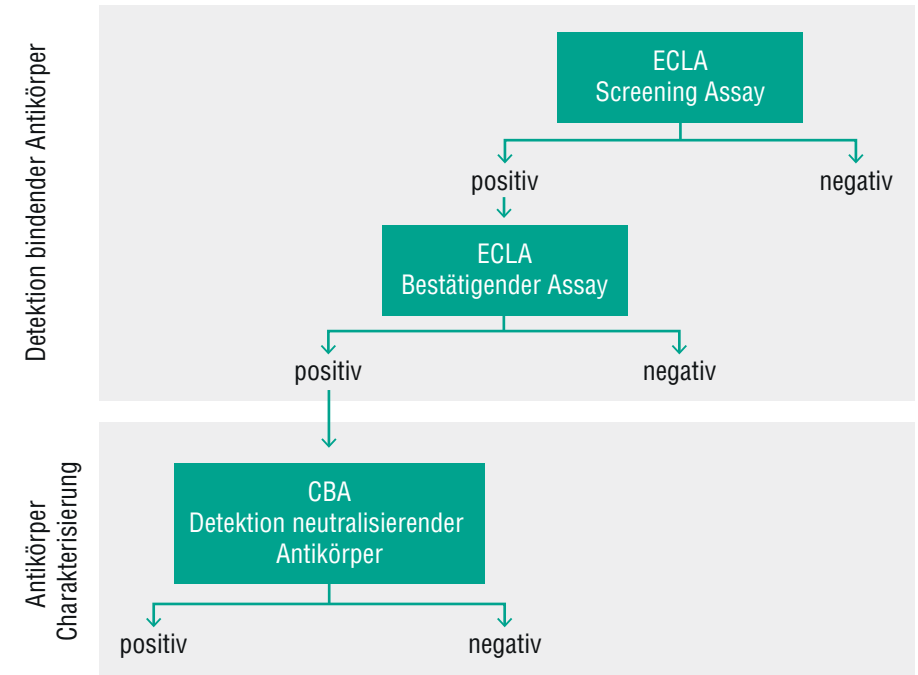 Detektion bindender Antikörper
ECLA
Screening Assay
positiv
negativ
ECLA
Bestätigender Assay
positiv
negativ
Antikörper
Charakterisierung
CBA
Detektion neutralisierender
Antikörper
positiv
negativ